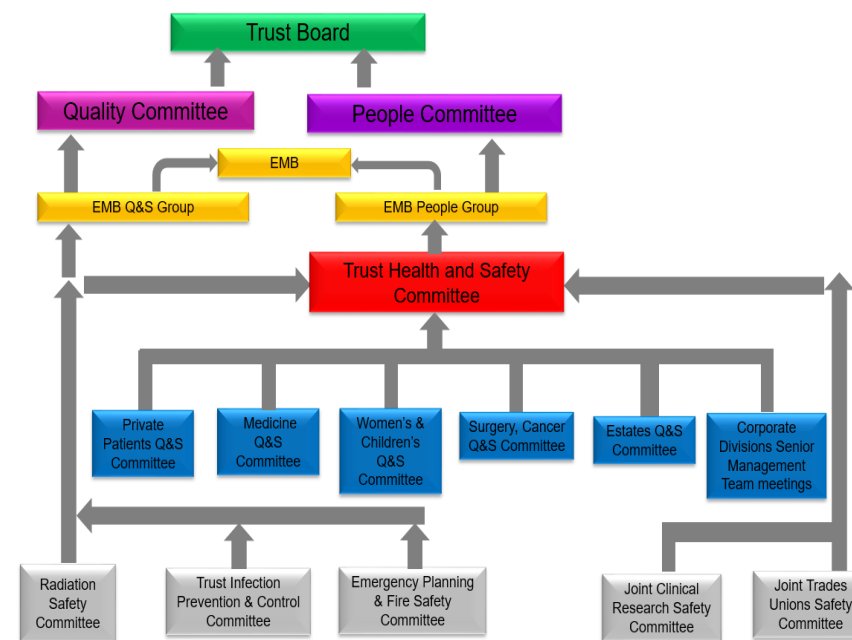 Trust Board
Quality Committee
People Committee
EMB
EMB Q&S Group
EMB People Group
Trust Health and Safety
Committee
Private
Patients Q&S
Committee
Medicine
Q&S
Committee
Women's &
Children's
Q&S
Committee
Surgery, Cancer
Q&S Committee
Estates Q&S
Committee
Corporate
Divisions Senior
Management
Team meetings
Radiation
Safety
Committee
Trust Infection
Prevention & Control
Committee
Emergency Planning
& Fire Safety
Committee
Joint Clinical
Research Safety
Committee
Joint Trades
Unions Safety
Committee